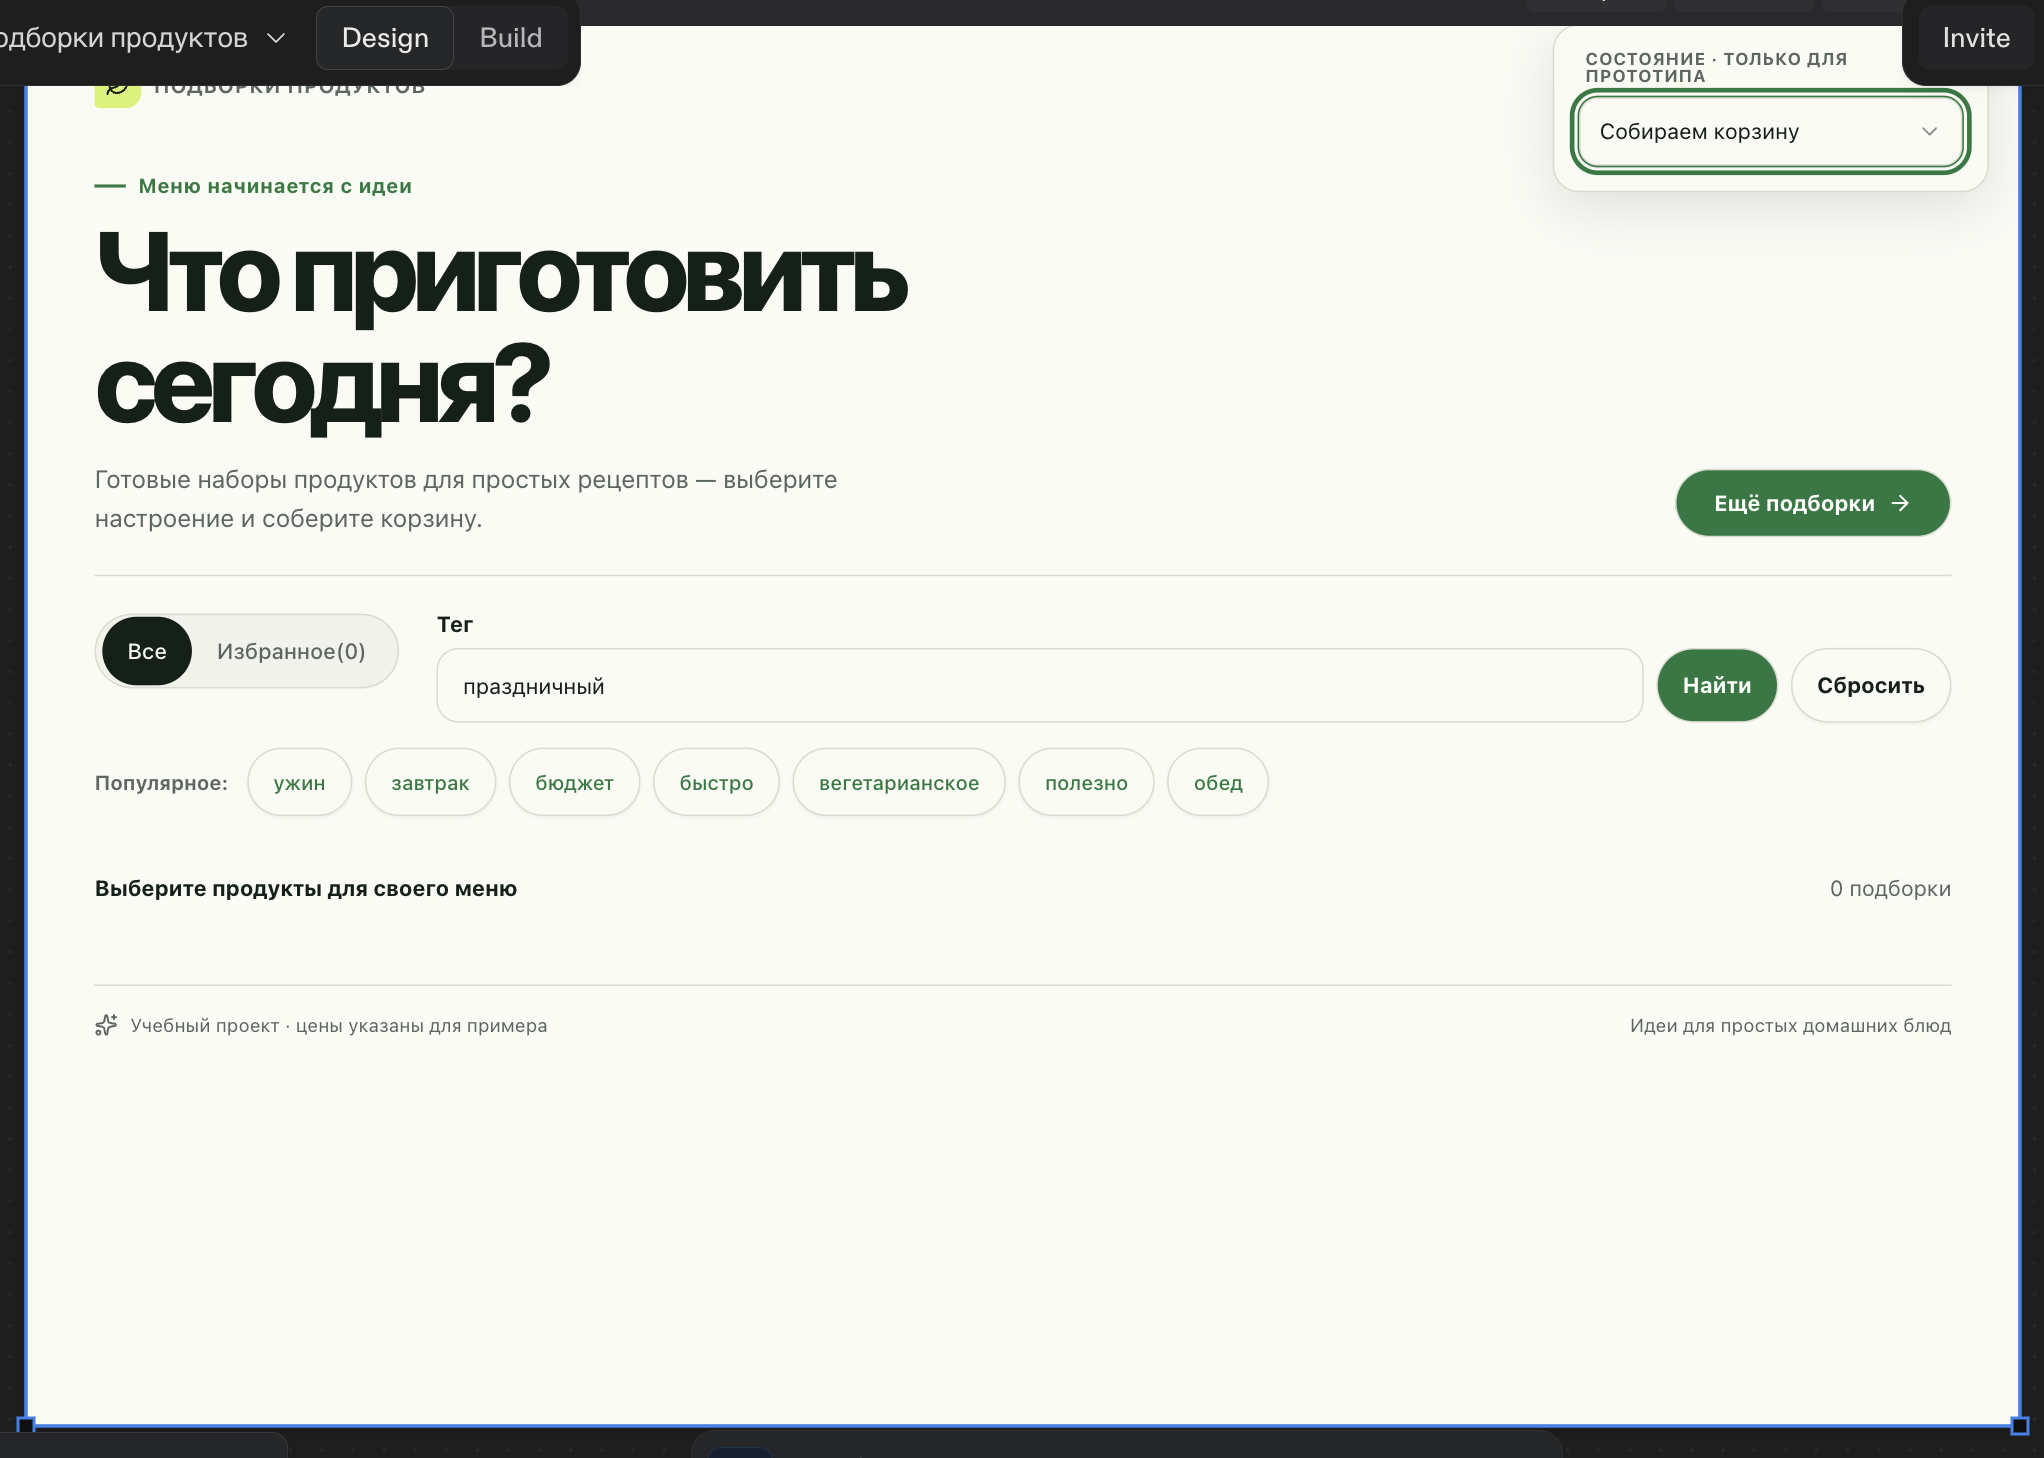 одборки продуктов
Design
Build
Invite
ПОДБОРКИ ПРОДУКТОВ
СОСТОЯНИЕ · ТОЛЬКО ДЛЯ
ПРОТОТИПА
Собираем корзину
Меню начинается с идеи
Что приготовить
сегодня?
Готовые наборы продуктов для простых рецептов — выберите
настроение и соберите корзину.
Ещё подборки
Все
Избранное(0)
Тег
праздничный
Найти
Сбросить
Популярное:
ужин
завтрак
бюджет
быстро
вегетарианское
полезно
обед
Выберите продукты для своего меню
0 подборки
Учебный проект · цены указаны для примера
Идеи для простых домашних блюд